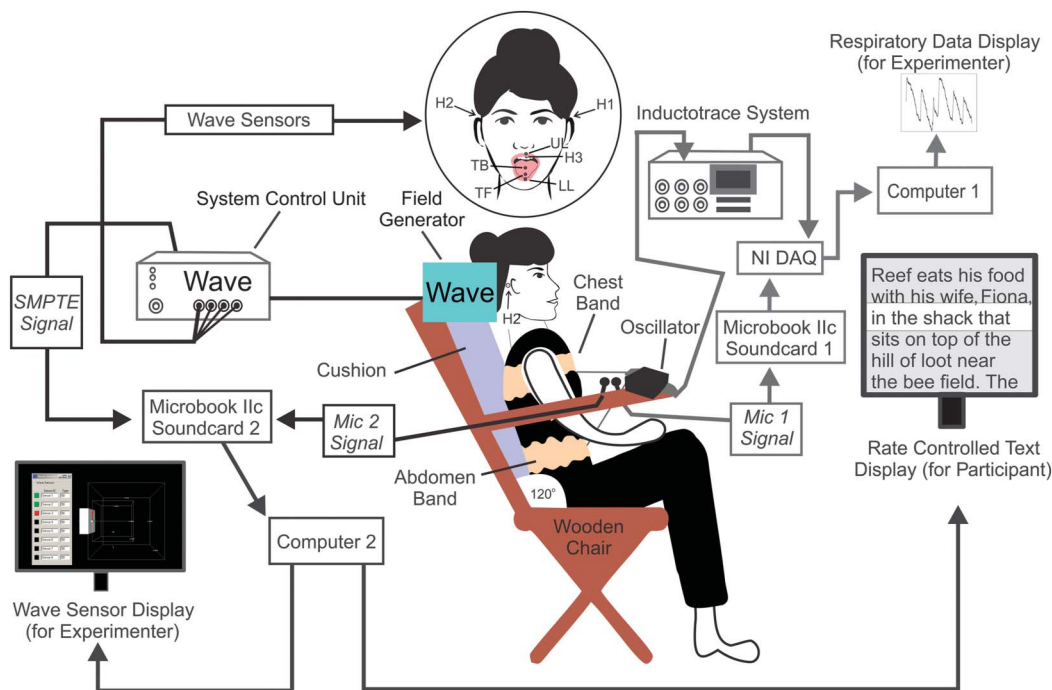 Respiratory Data Display
(for Experimenter)
H2
H1
Wave Sensors
UL
H3
TB
TF
LL
Inductotrace System
Computer 1
System Control Unit
Field
Generator
Wave
Wave
NI DAQ
SMPTE
Signal
H2
Chest
Band
Oscillator
Microbook IIc
Soundcard 1
Reef eats his food
with his wife, Fiona,
in the shack that
sits on top of the
hill of loot near
the bee field. The
Cushion
Microbook IIc
Soundcard 2
Mic 2
Signal
Mic 1
Signal
Abdomen
Band
120°
Rate Controlled Text
Display (for Participant)
Wooden
Chair
Computer 2
Wave Sensor Display
(for Experimenter)